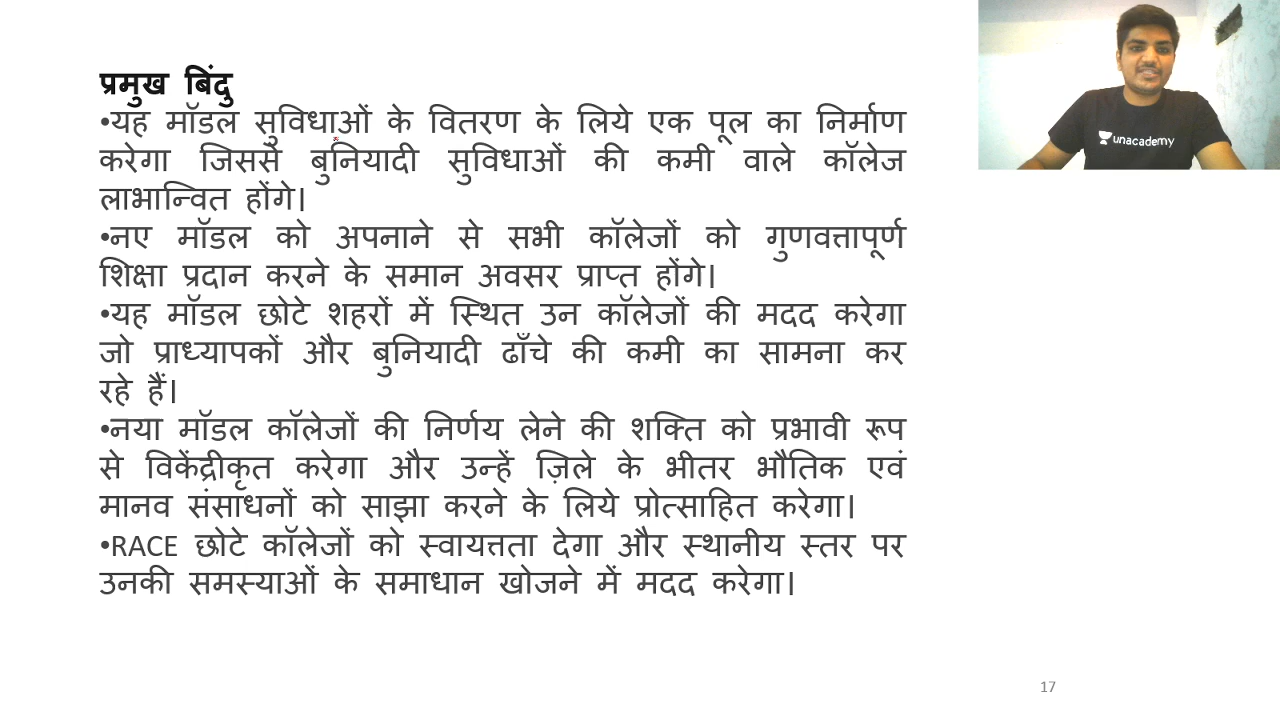 प्रमुख बिंदु
•यह मॉडल सुविधाओं के वितरण के लिये एक पूल का निर्माण
करेगा जिससे बुनियादी सुविधाओं की कमी वाले कॉलेज
लाभान्वित होंगे।
•नए मॉडल को अपनाने से सभी कॉलेजों को गुणवत्तापूर्ण
शिक्षा प्रदान करने के समान अवसर प्राप्त होंगे।
•यह मॉडल छोटे शहरों में स्थित उन कॉलेजों की मदद करेगा
जो प्राध्यापकों और बुनियादी ढाँचे की कमी का सामना कर
रहे हैं।
•नया मॉडल कॉलेजों की निर्णय लेने की शक्ति को प्रभावी रूप
से विकेंद्रीकृत करेगा और उन्हें ज़िले के भीतर भौतिक एवं
मानव संसाधनों को साझा करने के लिये प्रोत्साहित करेगा।
•RACE छोटे कॉलेजों को स्वायत्तता देगा और स्थानीय स्तर पर
उनकी समस्याओं के समाधान खोजने में मदद करेगा।
unacademy
17